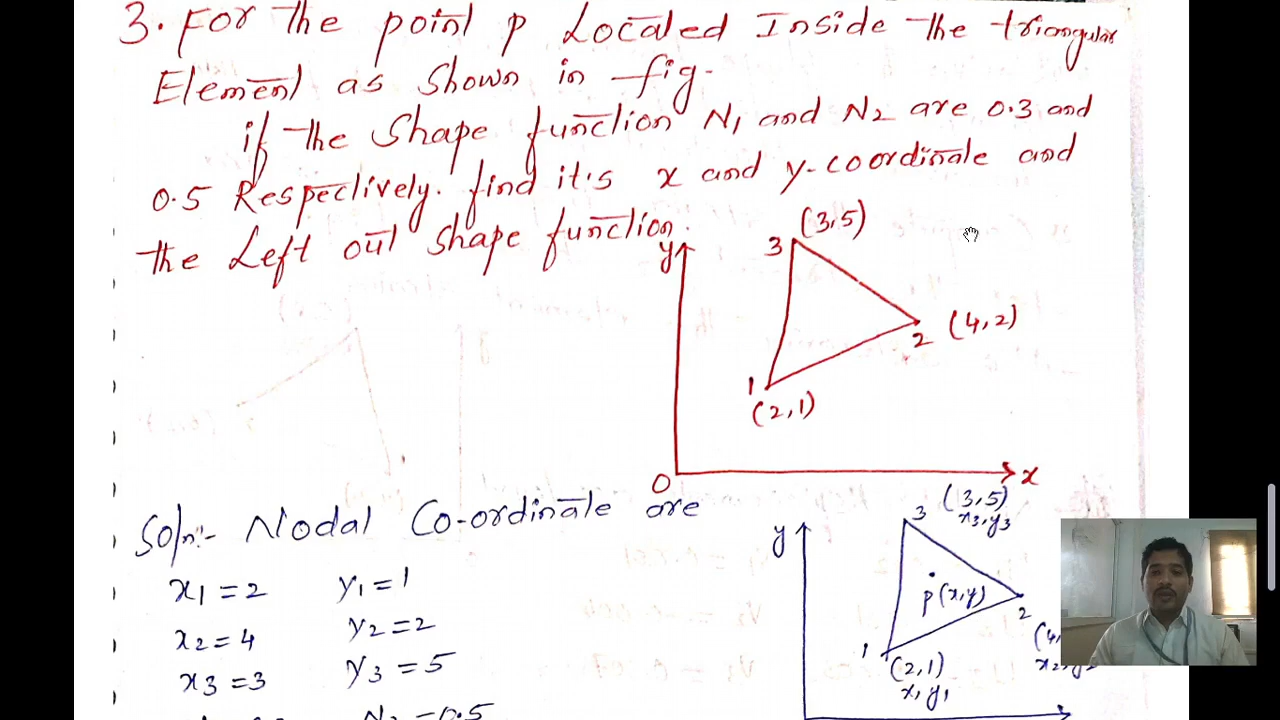 3. For the point p Located Inside the triangular
Element as shown in fig.
if the shape function N1 and N2 are 0.3 and
0.5 Respectively. find it's x and y-coordinate and
the Left out shape function.
y
3
(3,5)
2
(4,2)
1
(2,1)
0
x
Soln:- Nodal Co-ordinate are
x1 = 2 y1 = 1
x2 = 4 y2 = 2
x3 = 3 y3 = 5
y
3
(3,5)
x3,y3
p(x,y)
2
1
(2,1)
x1 y1